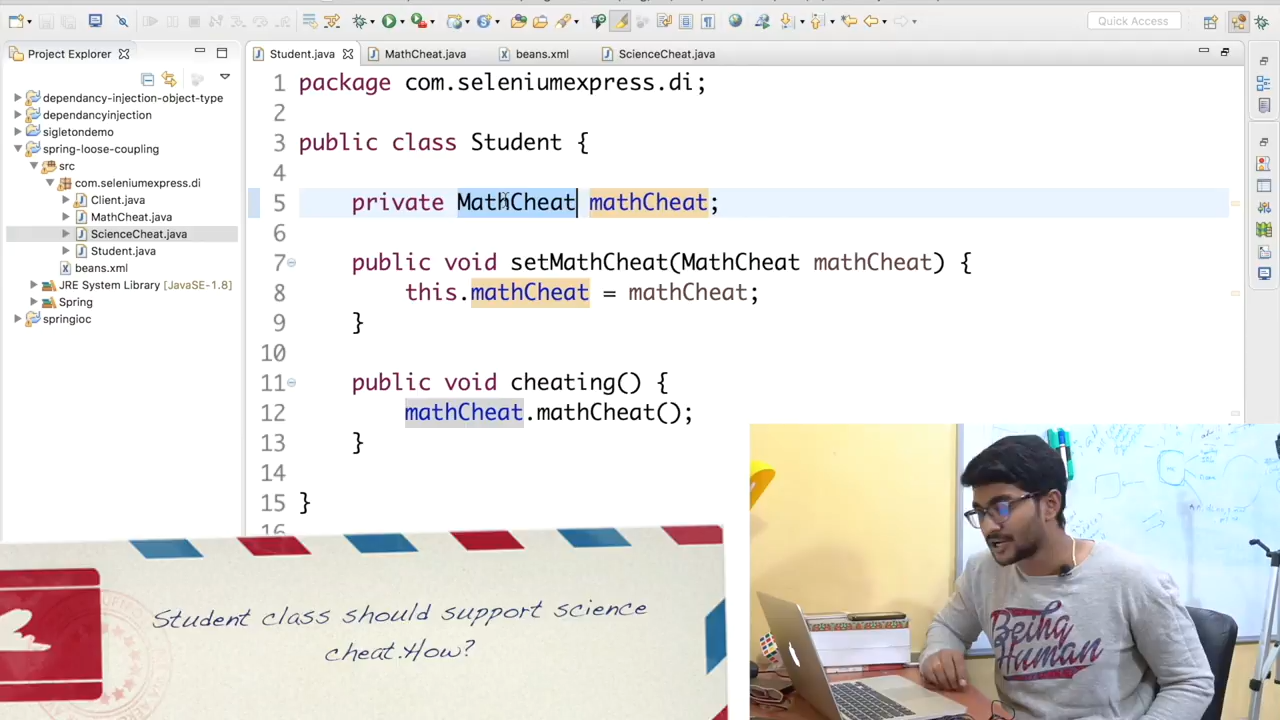 Quick Access
Project Explorer
Student.java
MathCheat.java
beans.xml
ScienceCheat.java
dependancy-injection-object-type
dependancyinjection
sigletondemo
spring-loose-coupling
src
com.seleniumexpress.di
Client.java
MathCheat.java
ScienceCheat.java
Student.java
beans.xml
JRE System Library [JavaSE-1.8]
Spring
springioc
1 package com.seleniumexpress.di;
2
3 public class Student {
4
5 private MathCheat mathCheat;
6
7 public void setMathCheat(MathCheat mathCheat) {
8 this.mathCheat = mathCheat;
9 }
10
11 public void cheating() {
12 mathCheat.mathCheat();
13 }
14
15 }
16
Student class should support science
cheat.How?
Being
Human